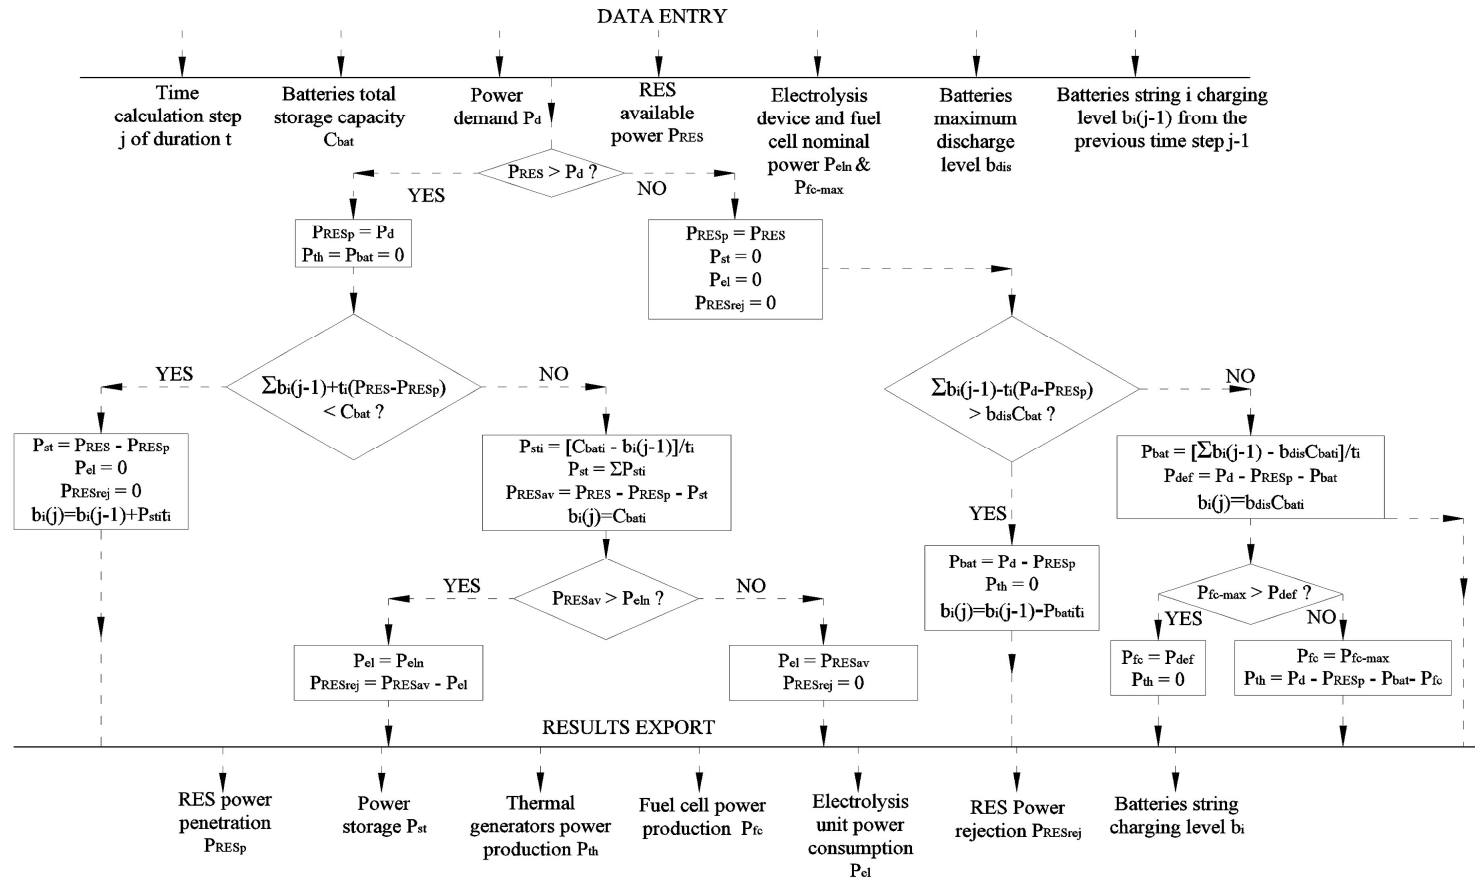 DATA ENTRY
Time
calculation step
j of duration t
Batteries total
storage capacity
Cbat
Power
demand Pd
RES
available
power PRES
Electrolysis
device and fuel
cell nominal
power Peln &
Pfc-max
Batteries
maximum
discharge
level bdis
Batteries string i charging
level bi(j-1) from the
previous time step j-1
PRES > Pd ?
YES
NO
PRESp = Pd
Pth = Pbat = 0
PRESp = PRES
Pst = 0
Pel = 0
PRESrej = 0
Σbi(j-1)+ti(PRES-PRESp)
< Cbat ?
YES
NO
Σbi(j-1)-ti(Pd-PRESp)
> bdisCbat ?
NO
YES
Pst = PRES - PRESp
Pel = 0
PRESrej = 0
bi(j)=bi(j-1)+Pstiti
Psti = [Cbati - bi(j-1)]/ti
Pst = ΣPsti
PRESav = PRES - PRESp - Pst
bi(j)=Cbati
Pbat = [Σbi(j-1) - bdisCbati]/ti
Pdef = Pd - PRESp - Pbat
bi(j)=bdisCbati
Pbat = Pd - PRESp
Pth = 0
bi(j)=bi(j-1)-Pbatiti
PRESav > Peln ?
YES
NO
Pfc-max > Pdef ?
YES
NO
Pel = Peln
PRESrej = PRESav - Pel
Pel = PRESav
PRESrej = 0
Pfc = Pdef
Pth = 0
Pfc = Pfc-max
Pth = Pd - PRESp - Pbat- Pfc
RESULTS EXPORT
RES power
penetration
PRESp
Power
storage Pst
Thermal
generators power
production Pth
Fuel cell power
production Pfc
Electrolysis
unit power
consumption
Pel
RES Power
rejection PRESrej
Batteries string
charging level bi